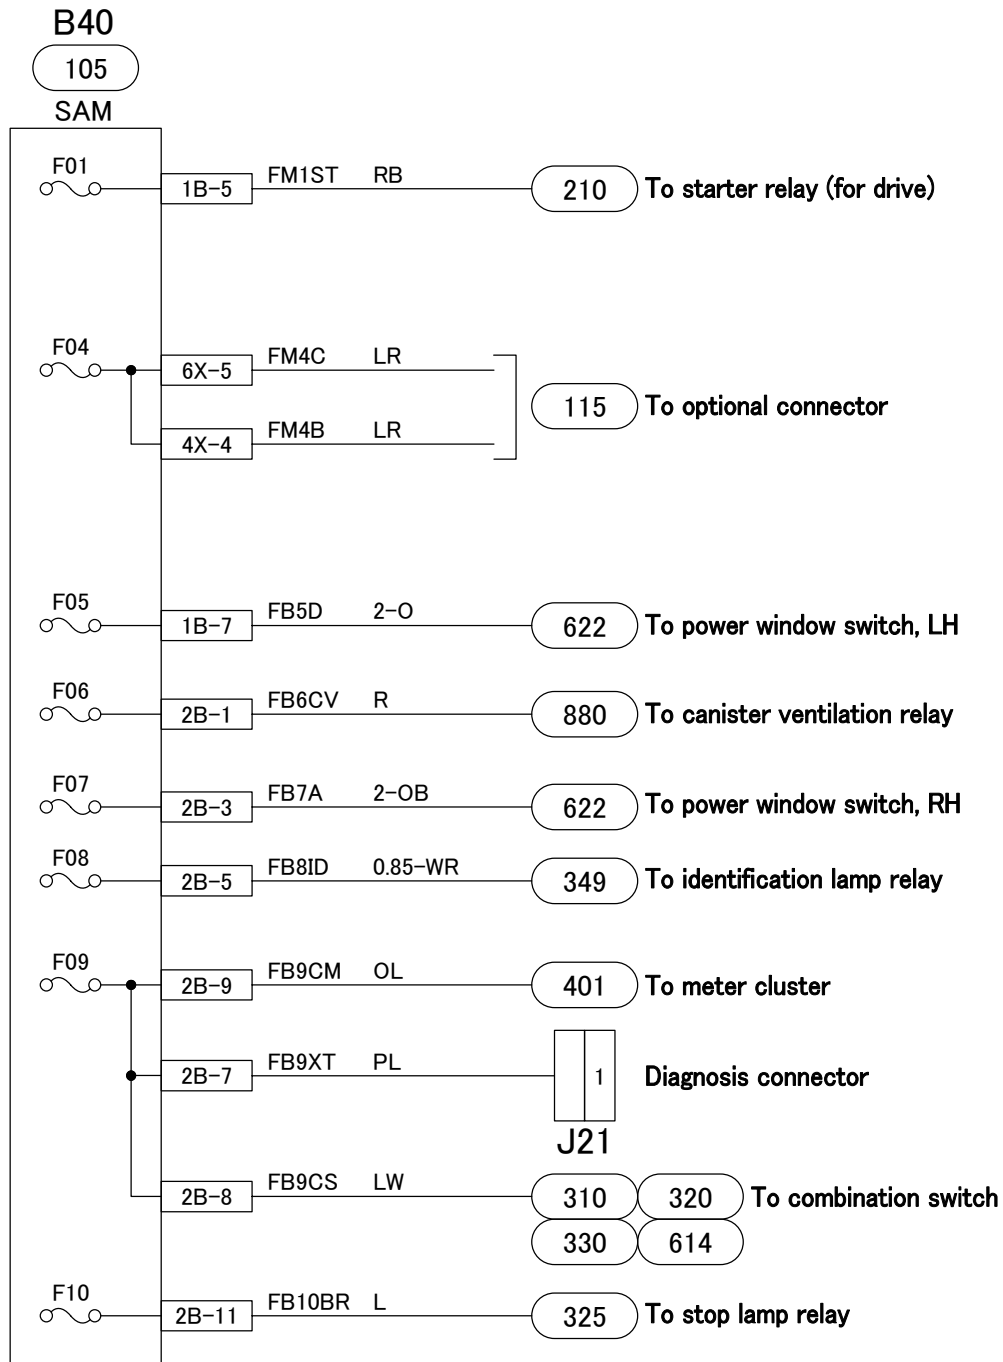 B40
105
SAM
F01
1B-5 FM1ST RB 210 To starter relay (for drive)
F04
6X-5 FM4C LR
115 To optional connector
4X-4 FM4B LR
F05
1B-7 FB5D 2-O 622 To power window switch, LH
F06
2B-1 FB6CV R 880 To canister ventilation relay
F07
2B-3 FB7A 2-OB 622 To power window switch, RH
F08
2B-5 FB8ID 0.85-WR 349 To identification lamp relay
F09
2B-9 FB9CM OL 401 To meter cluster
2B-7 FB9XT PL 1 Diagnosis connector
J21
2B-8 FB9CS LW 310 320 To combination switch
330 614
F10
2B-11 FB10BR L 325 To stop lamp relay